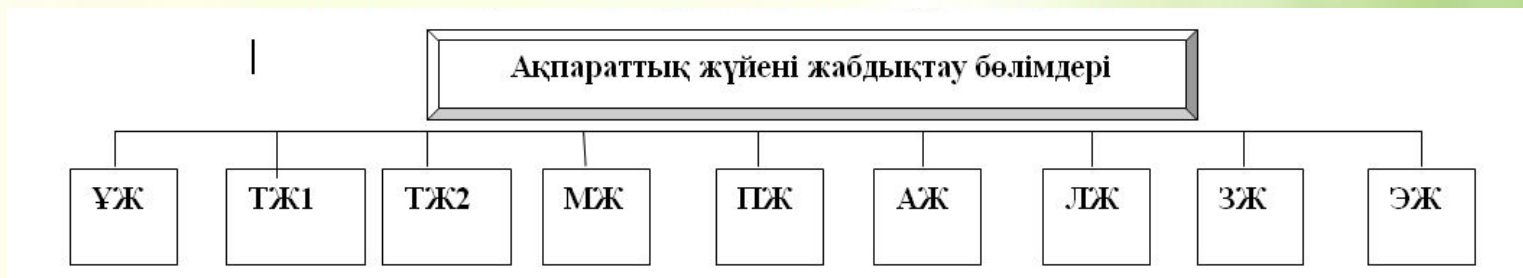 Ақпараттық жүйені жабдықтау бөлімдері
ҰЖ ТЖ1 ТЖ2 МЖ ПЖ АЖ ЛЖ ЗЖ ЭЖ